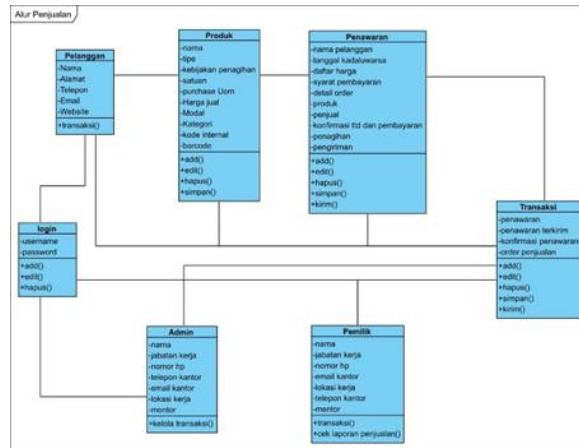 Alur Penjualan
Pelanggan
-Nama
-Alamat
-Telepon
-Email
-Website
+transaksi()
Produk
-nama
-tipe
-kebijakan penagihan
-satuan
-purchase Uom
-Harga jual
-Modal
-Kategori
-kode internal
-barcode
+add()
+edit()
+hapus()
+simpan()
Penawaran
-nama pelanggan
-tanggal kadaluwarsa
-daftar harga
-syarat pembayaran
-detail order
-produk
-penjual
-konfirmasi ttd dan pembayaran
-penagihan
-pengiriman
+add()
+edit()
+hapus()
+simpan()
+kirim()
login
-username
-password
+add()
+edit()
+hapus()
Transaksi
-penawaran
-penawaran terkirim
-konfirmasi penawaran
-order penjualan
+add()
+edit()
+hapus()
+simpan()
+kirim()
Admin
-nama
-jabatan kerja
-nomor hp
-telepon kantor
-email kantor
-lokasi kerja
-mentor
+kelola transaksi()
Pemilik
-nama
-jabatan kerja
-nomor hp
-email kantor
-lokasi kerja
-telepon kantor
-mentor
+transaksi()
+cek laporan penjualan()